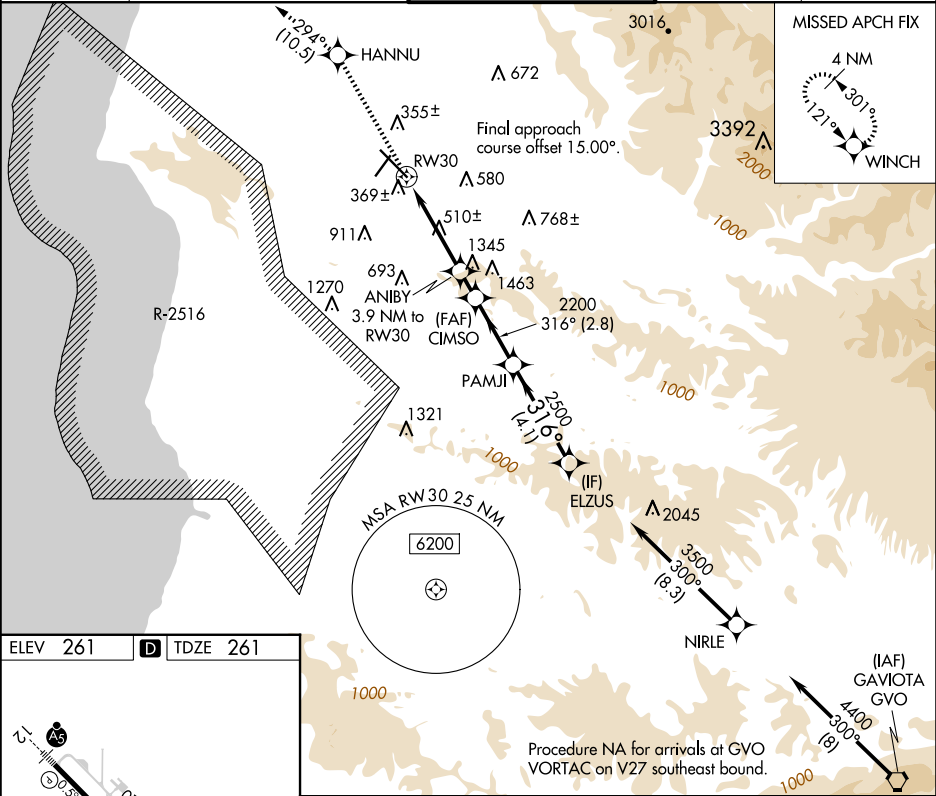 294°
(10.5)
HANNU
3016
672
MISSED APCH FIX
4 NM
301°
121°
WINCH
355±
Final approach
course offset 15.00°.
3392
2000
RW30
369±
580
510±
768±
911
1000
1345
693
1463
1270
ANIBY
3.9 NM to
RW30
(FAF)
CIMSO
2200
316° (2.8)
R-2516
PAMJI
1000
2500
316°
(4.1)
1321
1000
(IF)
ELZUS
MSA RW30 25 NM
6200
2045
3500
300°
(8.3)
NIRLE
ELEV 261
D
TDZE 261
(IAF)
GAVIOTA
GVO
1000
4400
300°
(8)
Procedure NA for arrivals at GVO
VORTAC on V27 southeast bound.
1000
12
A5
P
0.5%